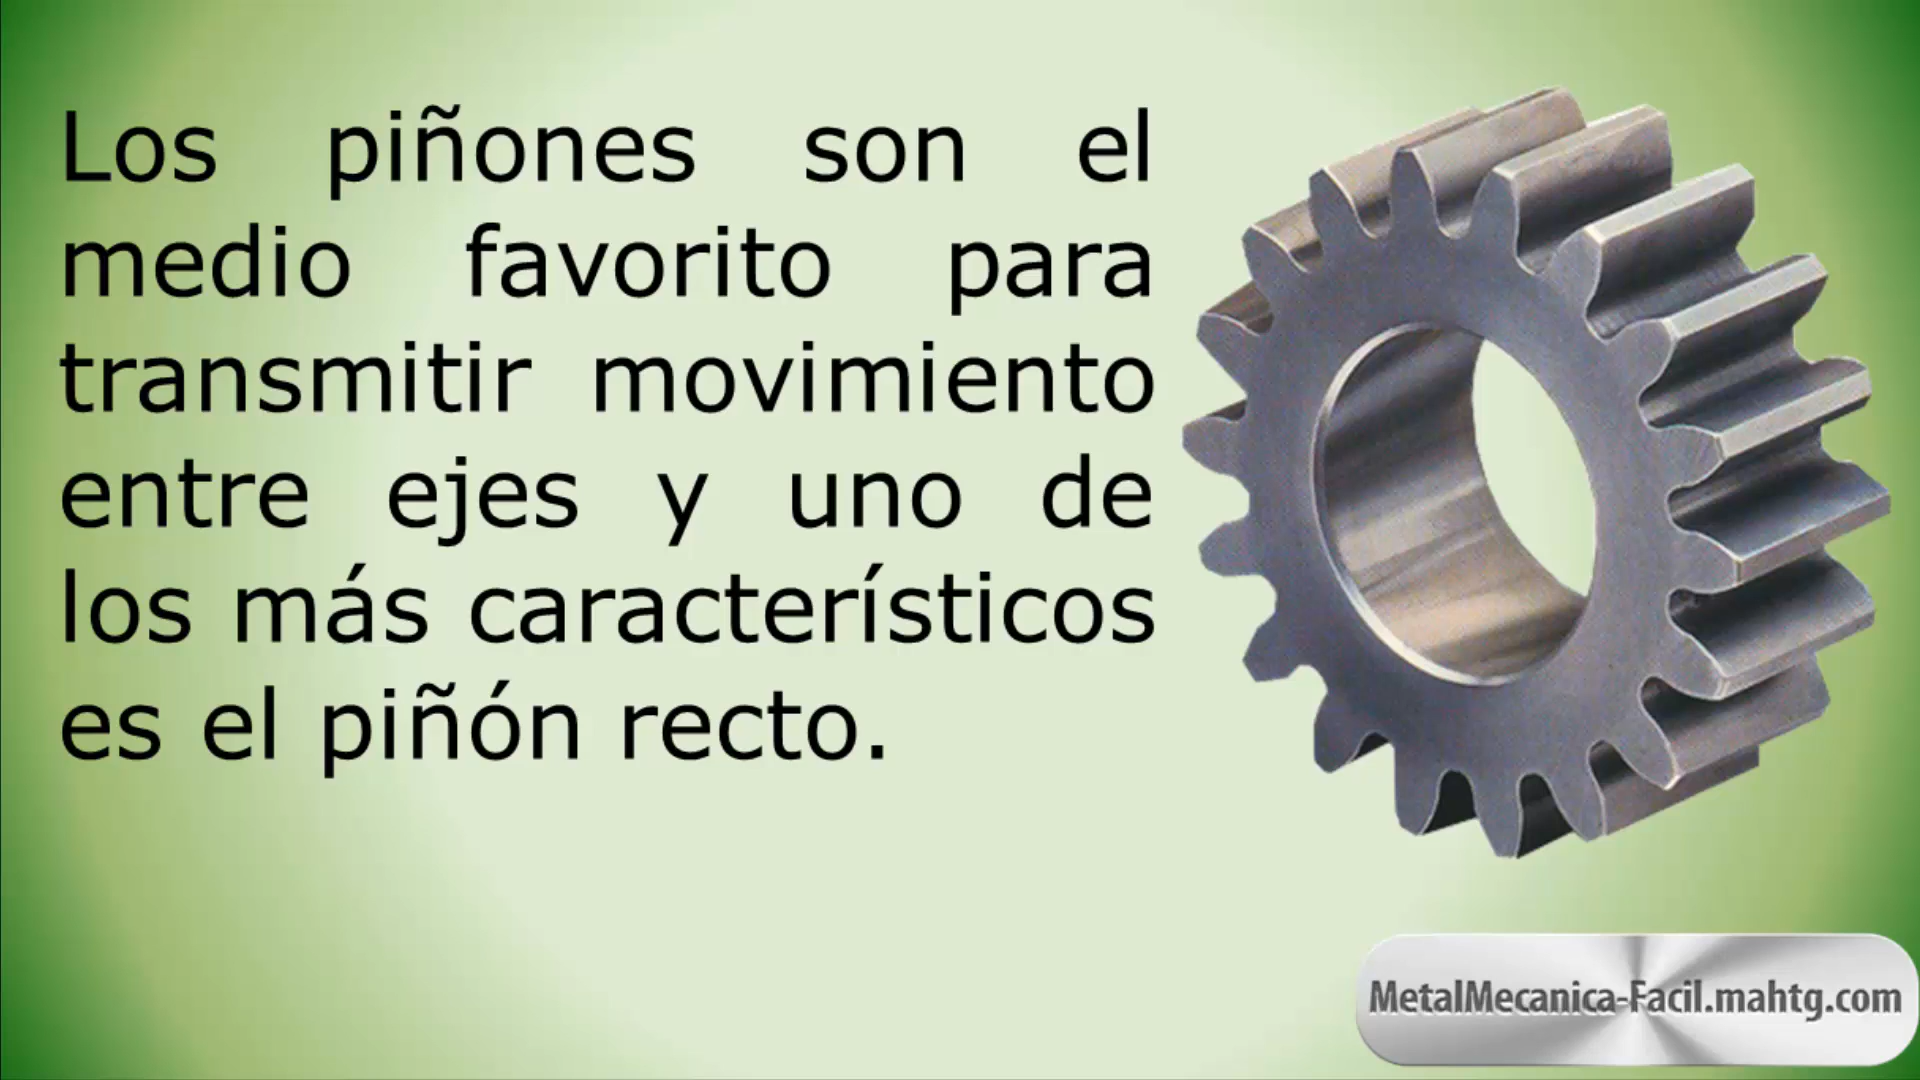 Los piñones son el
medio favorito para
transmitir movimiento
entre ejes y uno de
los más característicos
es el piñón recto.
MetalMecanica-Facil.mahtg.com